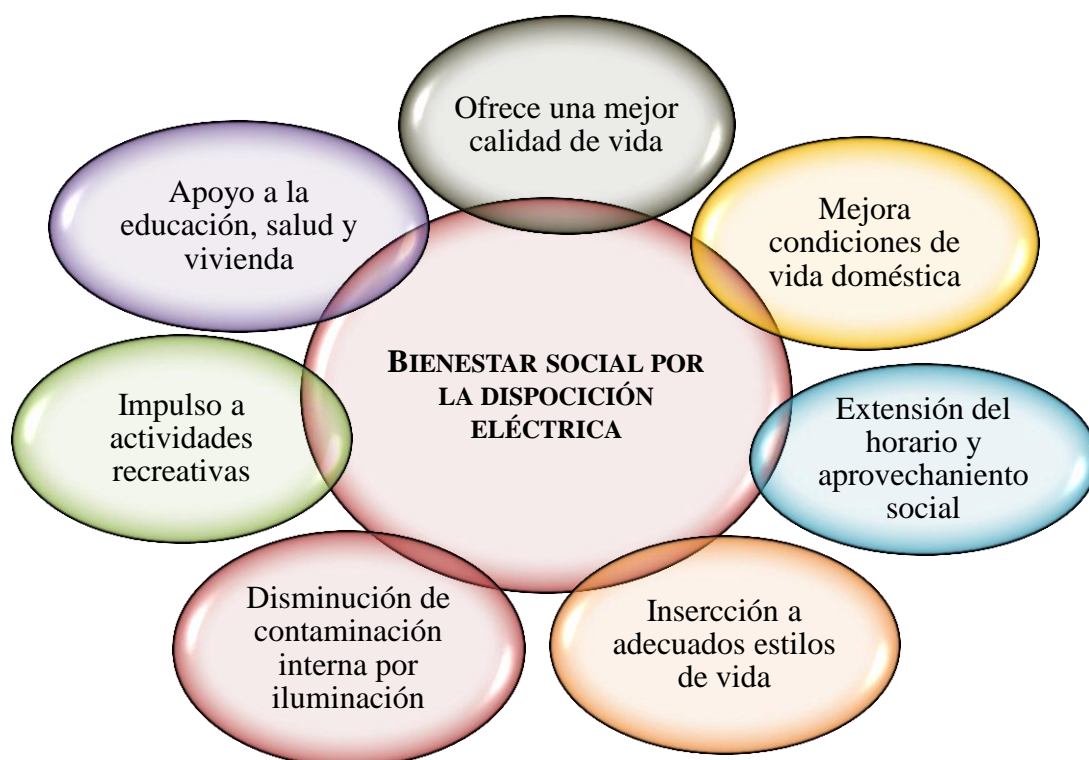 Ofrece una mejor
calidad de vida
Mejora
condiciones de
vida doméstica
Extensión del
horario y
aprovechaniento
social
Insercción a
adecuados estilos
de vida
Disminución de
contaminación
interna por
iluminación
Impulso a
actividades
recreativas
Apoyo a la
educación, salud y
vivienda
BIENESTAR SOCIAL POR
LA DISPOCICIÓN
ELÉCTRICA